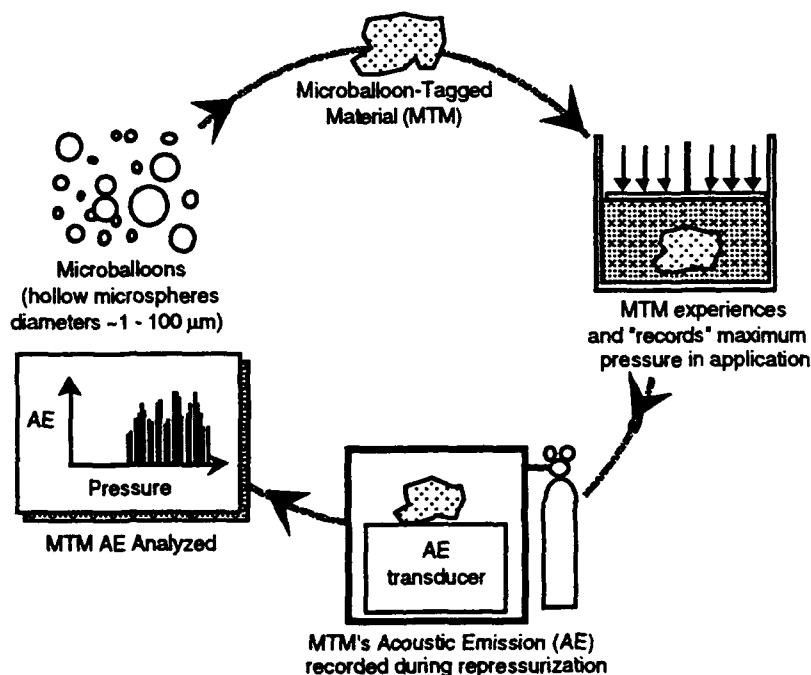 Microballoon-Tagged
Material (MTM)
Microballoons
(hollow microspheres
diameters ~1 - 100 µm)
MTM experiences
and "records" maximum
pressure in application
AE
Pressure
MTM AE Analyzed
AE
transducer
MTM's Acoustic Emission (AE)
recorded during repressurization